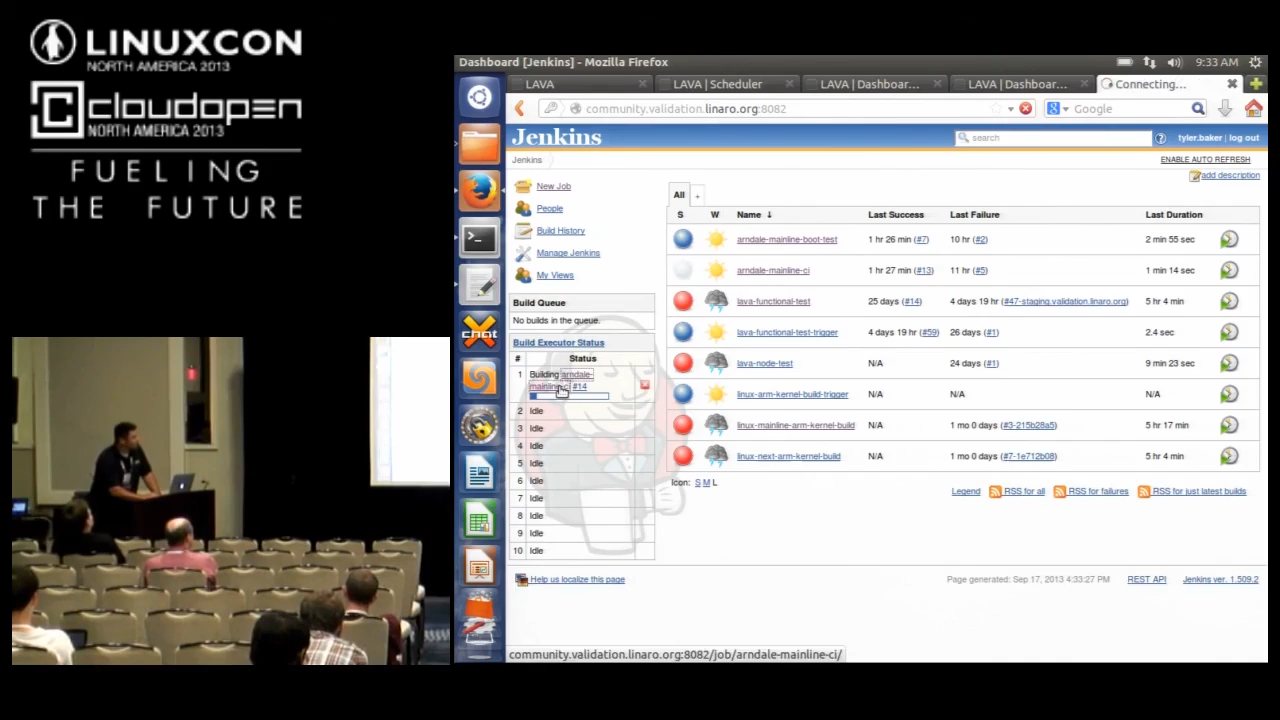 LINUXCON
NORTH AMERICA 2013
cloudopen
NORTH AMERICA 2013
FUELING
THE FUTURE
Dashboard [Jenkins] - Mozilla Firefox
9:33 AM
LAVA
LAVA | Scheduler
LAVA | Dashboar...
LAVA | Dashboar...
Connecting...
community.validation.linaro.org:8082
Google
Jenkins
search
tyler.baker | log out
Jenkins
ENABLE AUTO REFRESH
add description
New Job
People
Build History
Manage Jenkins
My Views
Build Queue
No builds in the queue.
Build Executor Status
# Status
1 Building arndale-
#14
2 Idle
3 Idle
4 Idle
5 Idle
6 Idle
7 Idle
8 Idle
9 Idle
10 Idle
All +
S W Name ↓ Last Success Last Failure Last Duration
arndale-mainline-boot-test 1 hr 26 min (#7) 10 hr (#2) 2 min 55 sec
arndale-mainline-ci 1 hr 27 min (#13) 11 hr (#5) 1 min 14 sec
lava-functional-test 25 days (#14) 4 days 19 hr (#47-staging.validation.linaro.org) 5 hr 4 min
lava-functional-test-trigger 4 days 19 hr (#59) 26 days (#1) 2.4 sec
lava-node-test N/A 24 days (#1) 9 min 23 sec
linux-arm-kernel-build-trigger N/A N/A N/A
linux-mainline-arm-kernel-build N/A 1 mo 0 days (#3-215b28a5) 5 hr 17 min
linux-next-arm-kernel-build N/A 1 mo 0 days (#7-1e712b08) 5 hr 4 min
Icon: S M L
Legend RSS for all RSS for failures RSS for just latest builds
Help us localize this page
Page generated: Sep 17, 2013 4:33:27 PM REST API Jenkins ver. 1.509.2
community.validation.linaro.org:8082/job/arndale-mainline-ci/